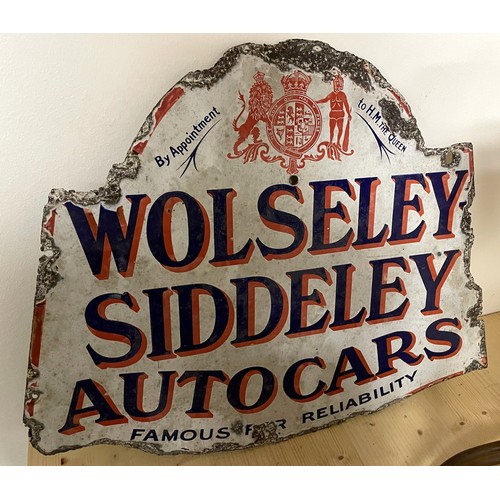 By Appointment to H.M. THE QUEEN
WOLSELEY
SIDDELEY
AUTOCARS
FAMOUS FOR RELIABILITY